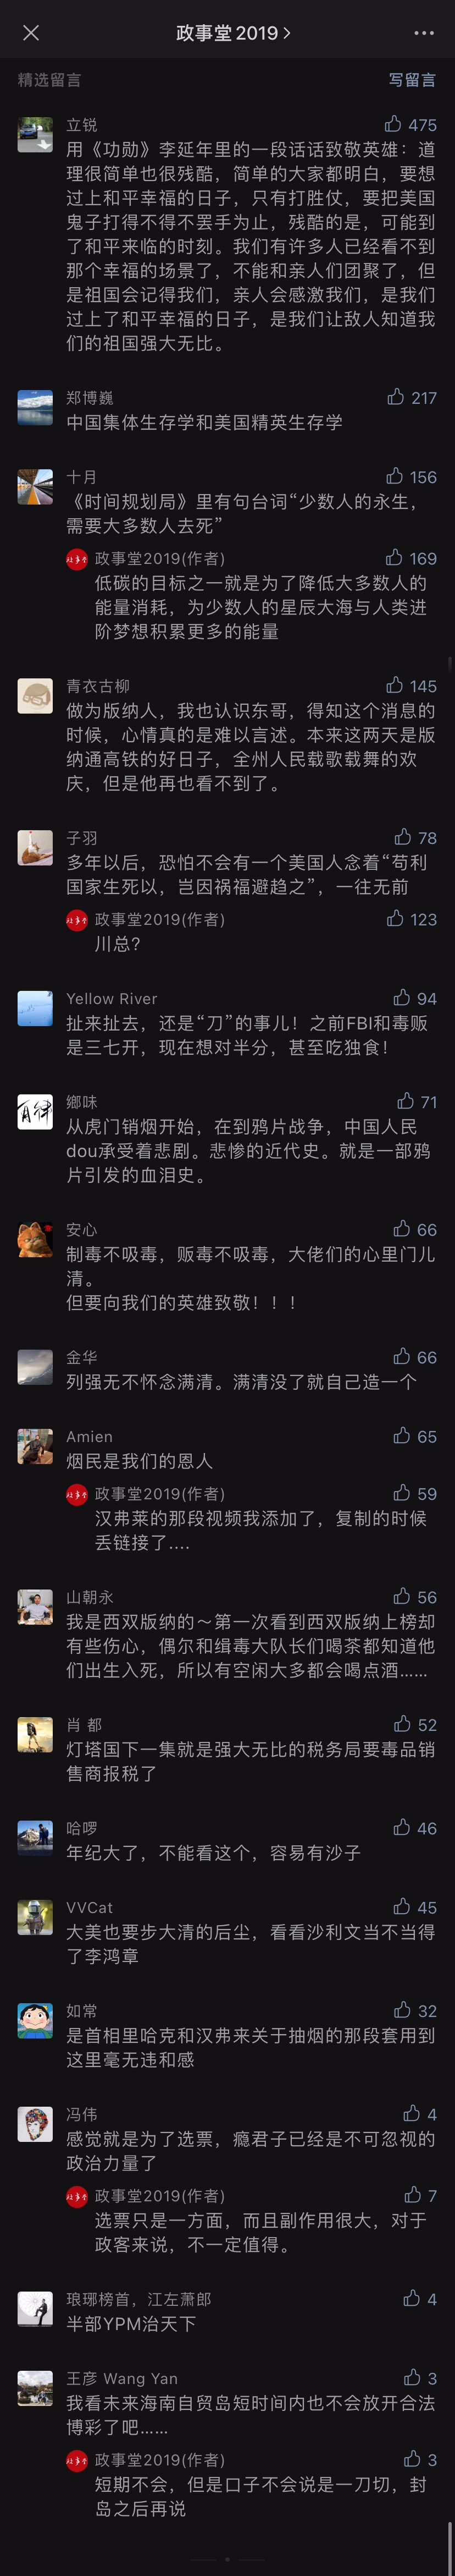 政事堂2019
精选留言
写留言
立锐
475
用《功勋》李延年里的一段话话致敬英雄：道
理很简单也很残酷，简单的大家都明白，要想
过上和平幸福的日子，只有打胜仗，要把美国
鬼子打得不得不罢手为止，残酷的是，可能到
了和平来临的时刻。我们有许多人已经看不到
那个幸福的场景了，不能和亲人们团聚了，但
是祖国会记得我们，亲人会感激我们，是我们
过上了和平幸福的日子，是我们让敌人知道我
们的祖国强大无比。
郑博巍
217
中国集体生存学和美国精英生存学
十月
156
《时间规划局》里有句台词“少数人的永生，
需要大多数人去死”
政事堂2019(作者)
169
低碳的目标之一就是为了降低大多数人的
能量消耗，为少数人的星辰大海与人类进
阶梦想积累更多的能量
青衣古柳
145
做为版纳人，我也认识东哥，得知这个消息的
时候，心情真的是难以言述。本来这两天是版
纳通高铁的好日子，全州人民载歌载舞的欢
庆，但是他再也看不到了。
子羽
78
多年以后，恐怕不会有一个美国人念着“苟利
国家生死以，岂因祸福避趋之”，一往无前
政事堂2019(作者)
123
川总?
Yellow River
94
扯来扯去，还是“刀”的事儿！之前FBI和毒贩
是三七开，现在想对半分，甚至吃独食！
鄉味
71
从虎门销烟开始，在到鸦片战争，中国人民
dou承受着悲剧。悲惨的近代史。就是一部鸦
片引发的血泪史。
安心
66
制毒不吸毒，贩毒不吸毒，大佬们的心里门儿
清。
但要向我们的英雄致敬！！！
金华
66
列强无不怀念满清。满清没了就自己造一个
Amien
65
烟民是我们的恩人
政事堂2019(作者)
59
汉弗莱的那段视频我添加了，复制的时候
丢链接了....
山朝永
56
我是西双版纳的～第一次看到西双版纳上榜却
有些伤心，偶尔和缉毒大队长们喝茶都知道他
们出生入死，所以有空闲大多都会喝点酒……
肖 都
52
灯塔国下一集就是强大无比的税务局要毒品销
售商报税了
哈啰
46
年纪大了，不能看这个，容易有沙子
VVCat
45
大美也要步大清的后尘，看看沙利文当不当得
了李鸿章
如常
32
是首相里哈克和汉弗来关于抽烟的那段套用到
这里毫无违和感
冯伟
4
感觉就是为了选票，瘾君子已经是不可忽视的
政治力量了
政事堂2019(作者)
7
选票只是一方面，而且副作用很大，对于
政客来说，不一定值得。
琅琊榜首，江左萧郎
4
半部YPM治天下
王彦 Wang Yan
3
我看未来海南自贸岛短时间内也不会放开合法
博彩了吧……
政事堂2019(作者)
3
短期不会，但是口子不会说是一刀切，封
岛之后再说